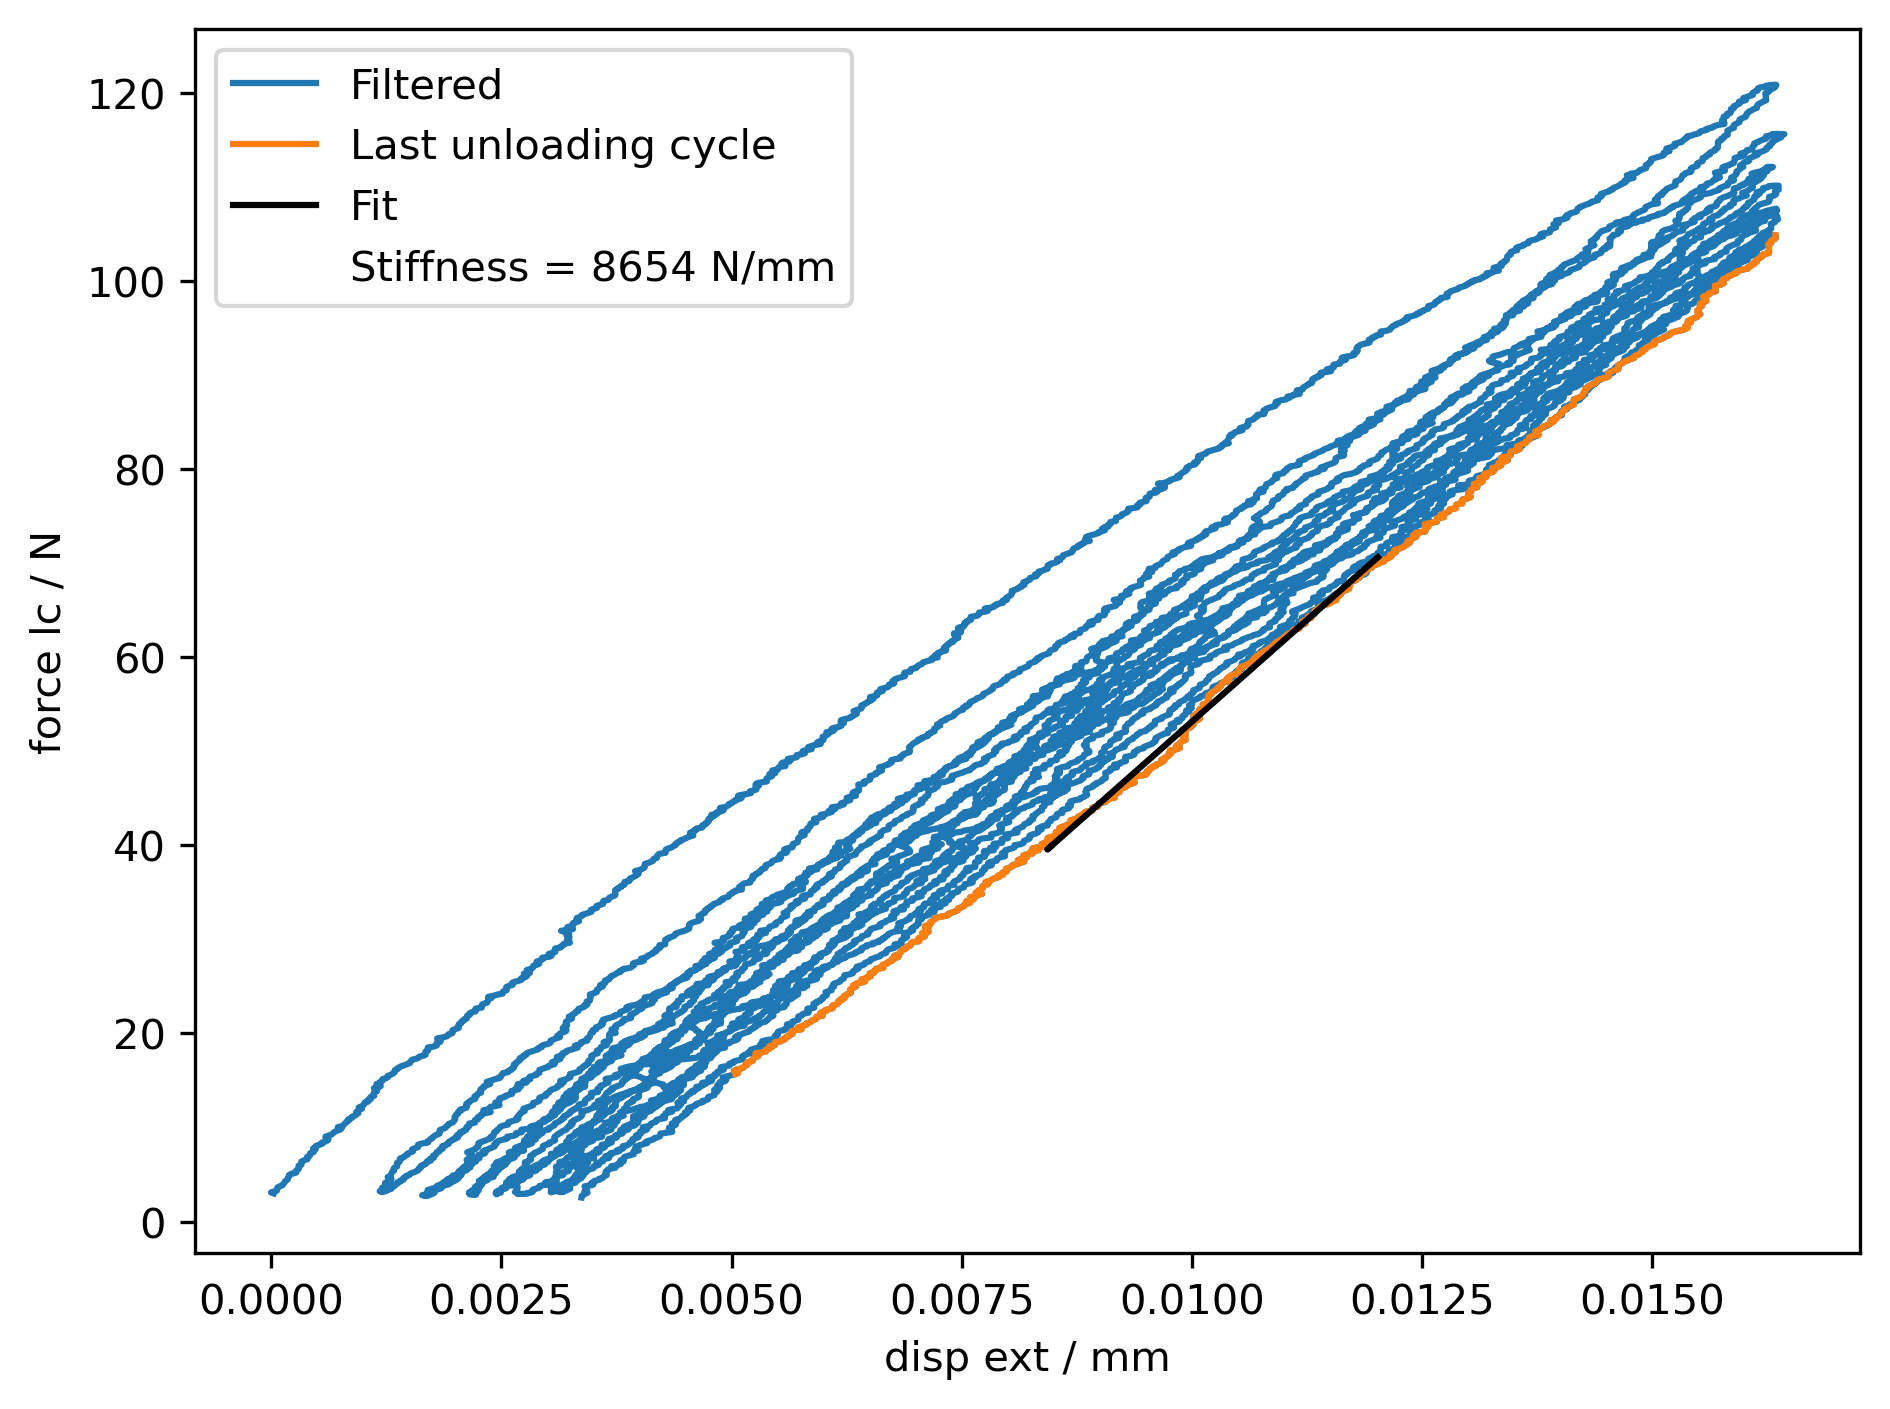 Filtered
Last unloading cycle
Fit
Stiffness = 8654 N/mm
120
100
80
60
40
20
0
force lc / N
0.0000 0.0025 0.0050 0.0075 0.0100 0.0125 0.0150
disp ext / mm